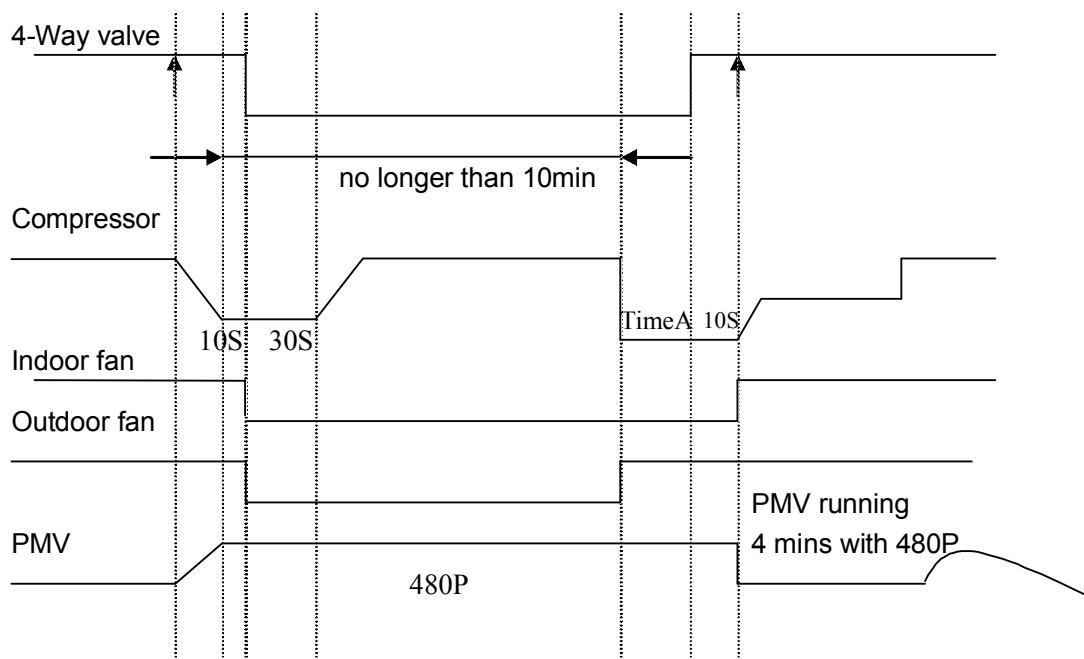 4-Way valve
no longer than 10min
Compressor
10S 30S
TimeA 10S
Indoor fan
Outdoor fan
PMV running
4 mins with 480P
PMV
480P